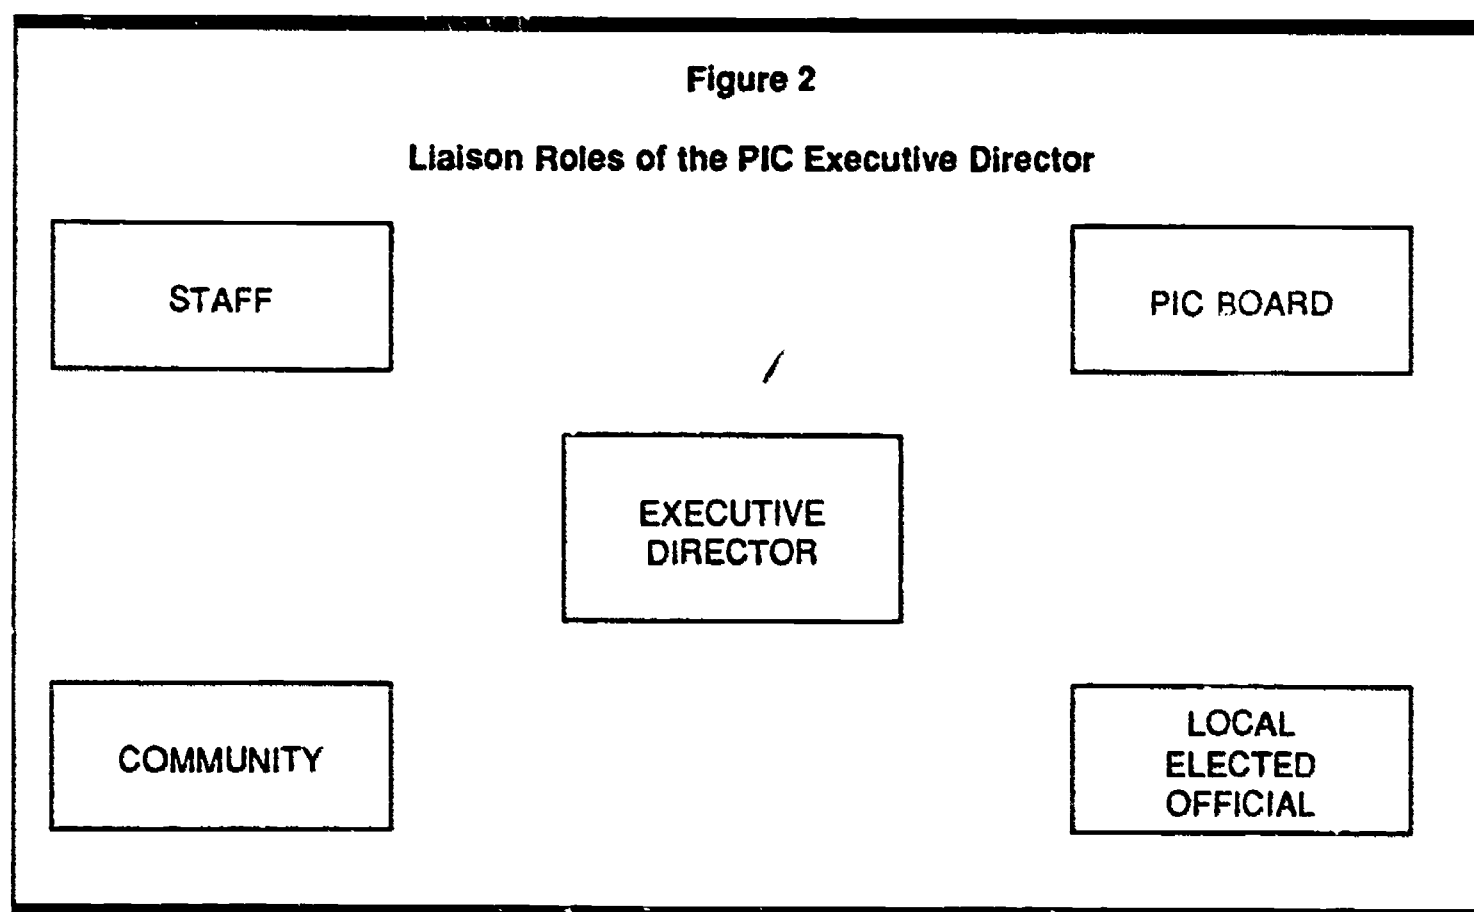 Figure 2
Liaison Roles of the PIC Executive Director
STAFF
PIC BOARD
EXECUTIVE
DIRECTOR
COMMUNITY
LOCAL
ELECTED
OFFICIAL